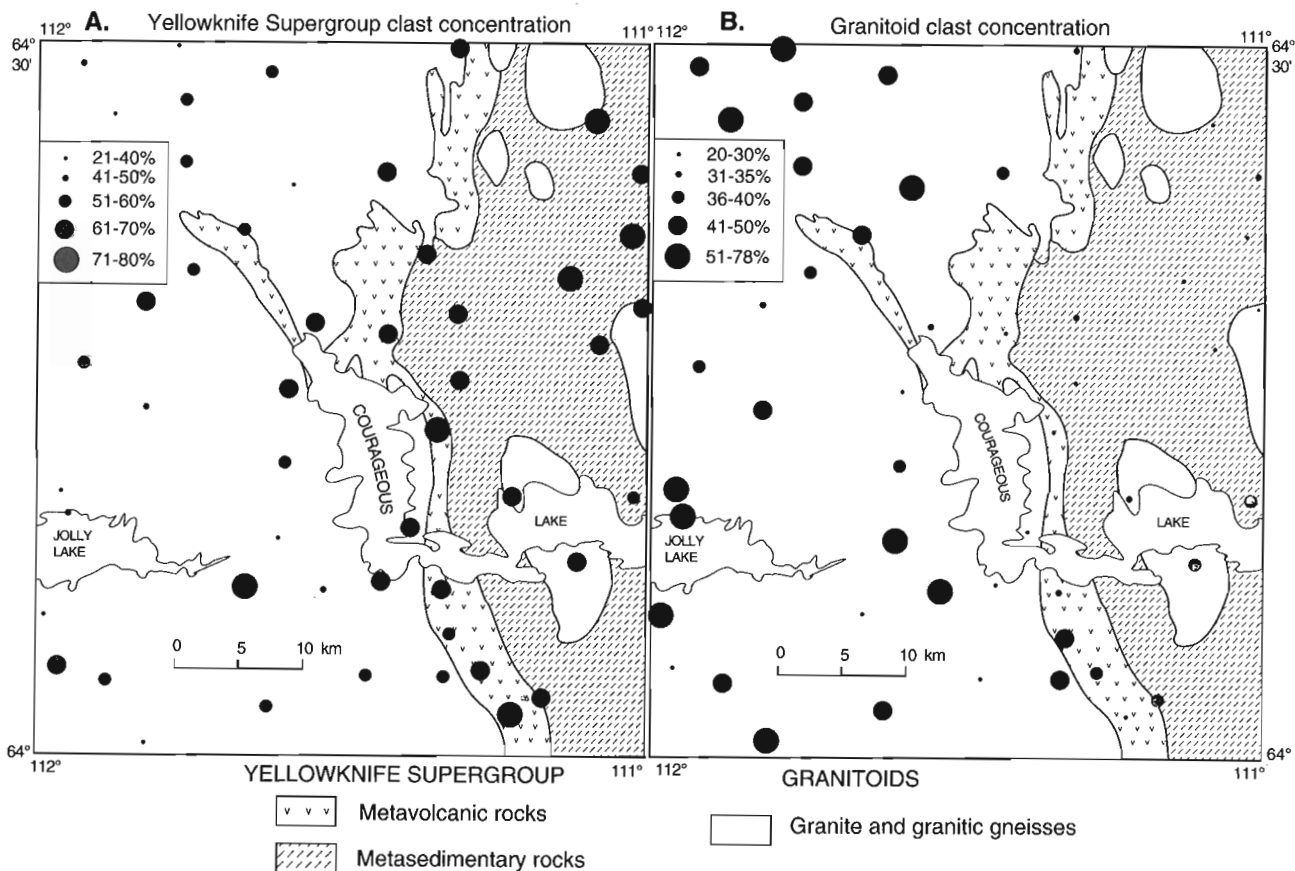 A. Yellowknife Supergroup clast concentration
112° 111°
64°
30'
21-40%
41-50%
51-60%
61-70%
71-80%
COURAGEOUS
LAKE
JOLLY
LAKE
0 5 10 km
64°
112° 111°
B. Granitoid clast concentration
112° 111°
64°
30'
20-30%
31-35%
36-40%
41-50%
51-78%
COURAGEOUS
LAKE
JOLLY
LAKE
0 5 10 km
64°
112° 111°
YELLOWKNIFE SUPERGROUP
Metavolcanic rocks
Metasedimentary rocks
GRANITOIDS
Granite and granitic gneisses